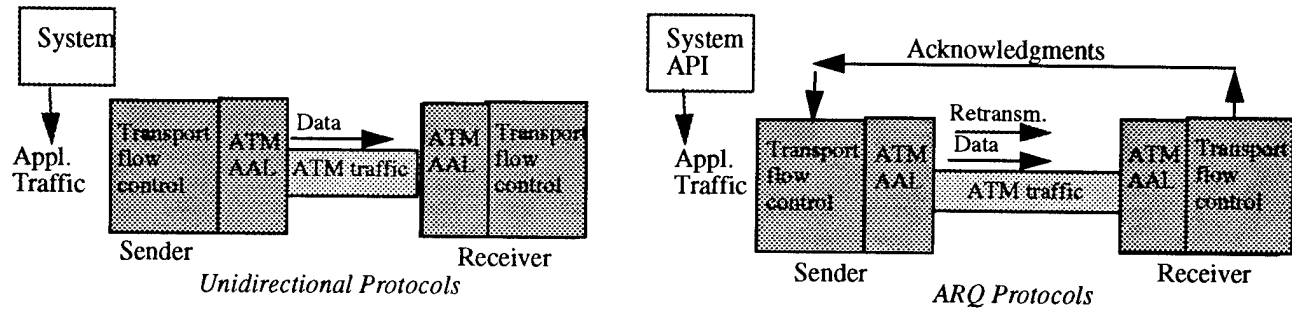 System
Appl.
Traffic
Transport
flow
control
ATM
AAL
Data
ATM traffic
ATM
AAL
Transport
flow
control
Sender
Receiver
Unidirectional Protocols
System
API
Appl.
Traffic
Acknowledgments
Transport
flow
control
ATM
AAL
Retransm.
Data
ATM traffic
ATM
AAL
Transport
flow
control
Sender
Receiver
ARQ Protocols